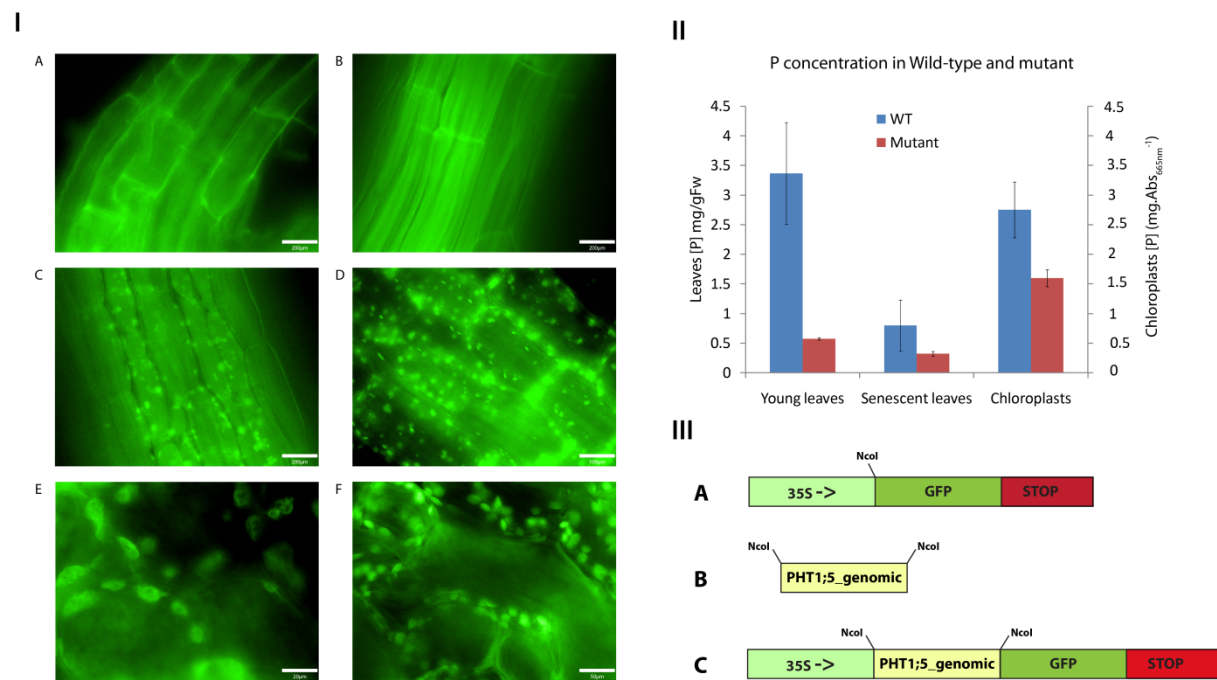 I
A
B
200µm
200µm
C
D
200µm
100µm
E
F
20µm
50µm
II
P concentration in Wild-type and mutant
WT
Mutant
Leaves [P] mg/gFw
4.5
4
3.5
3
2.5
2
1.5
1
0.5
0
Chloroplasts [P] (mg.Abs665nm-1)
4.5
4
3.5
3
2.5
2
1.5
1
0.5
0
Young leaves Senescent leaves Chloroplasts
III
NcoI
A 35S -> GFP STOP
NcoI NcoI
B PHT1;5_genomic
NcoI NcoI
C 35S -> PHT1;5_genomic GFP STOP